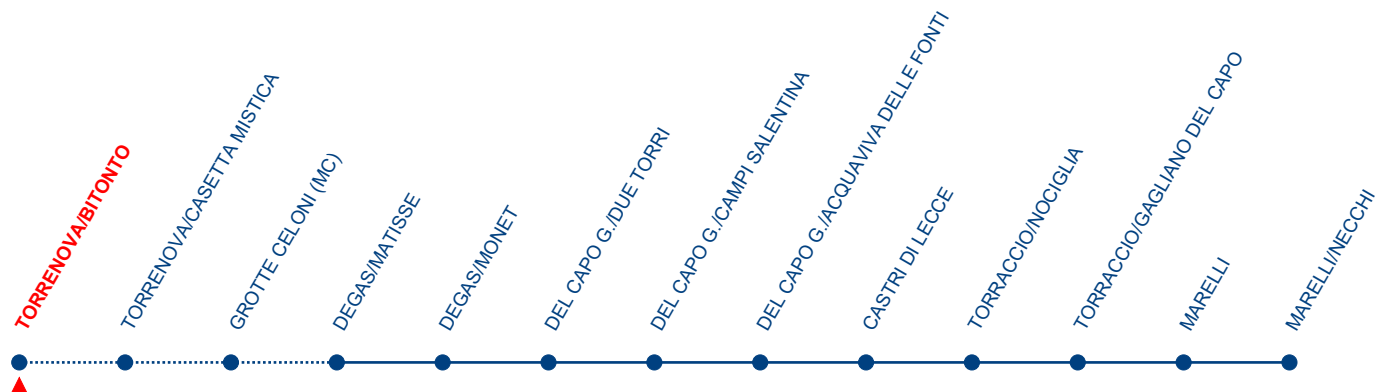 TORRENOVA/BITONTO
TORRENOVA/CASETTA MISTICA
GROTTE CELONI (MC)
DEGAS/MATISSE
DEGAS/MONET
DEL CAPO G./DUE TORRI
DEL CAPO G./CAMPI SALENTINA
DEL CAPO G./ACQUAVIVA DELLE FONTI
CASTRI DI LECCE
TORRACCIO/NOCIGLIA
TORRACCIO/GAGLIANO DEL CAPO
MARELLI
MARELLI/NECCHI